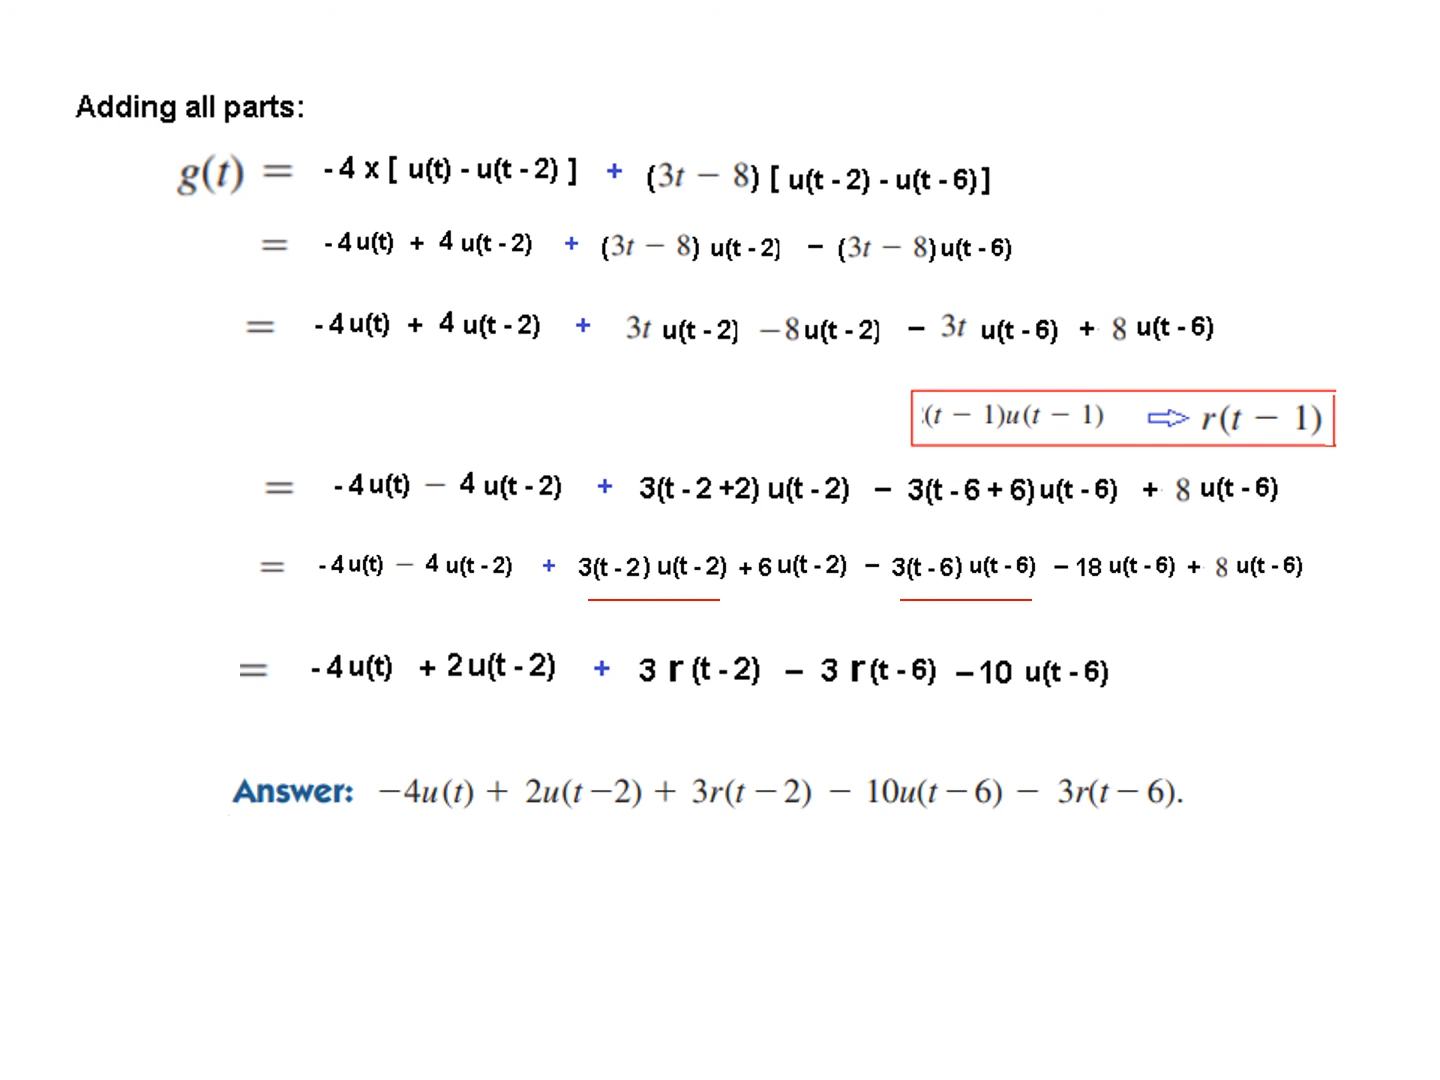 Adding all parts:
g(t) = - 4 x [ u(t) - u(t - 2) ] + (3t − 8) [ u(t - 2) - u(t - 6) ]
= - 4 u(t) + 4 u(t - 2) + (3t − 8) u(t - 2) − (3t − 8) u(t - 6)
= - 4 u(t) + 4 u(t - 2) + 3t u(t - 2) − 8 u(t - 2) − 3t u(t - 6) + 8 u(t - 6)
(t − 1)u(t − 1) ⇨ r(t − 1)
= - 4 u(t) − 4 u(t - 2) + 3(t - 2 +2) u(t - 2) − 3(t - 6 + 6) u(t - 6) + 8 u(t - 6)
= - 4 u(t) − 4 u(t - 2) + 3(t - 2) u(t - 2) + 6 u(t - 2) − 3(t - 6) u(t - 6) − 18 u(t - 6) + 8 u(t - 6)
= - 4 u(t) + 2 u(t - 2) + 3 r (t - 2) − 3 r (t - 6) − 10 u(t - 6)
Answer: −4u(t) + 2u(t −2) + 3r(t − 2) − 10u(t − 6) − 3r(t − 6).